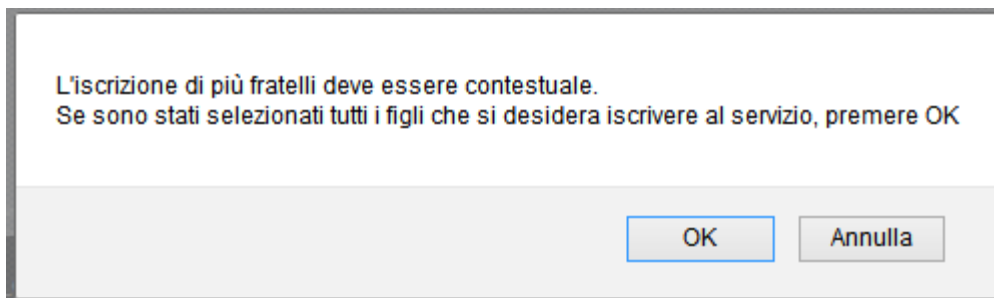 L'iscrizione di più fratelli deve essere contestuale.
Se sono stati selezionati tutti i figli che si desidera iscrivere al servizio, premere OK
OK
Annulla